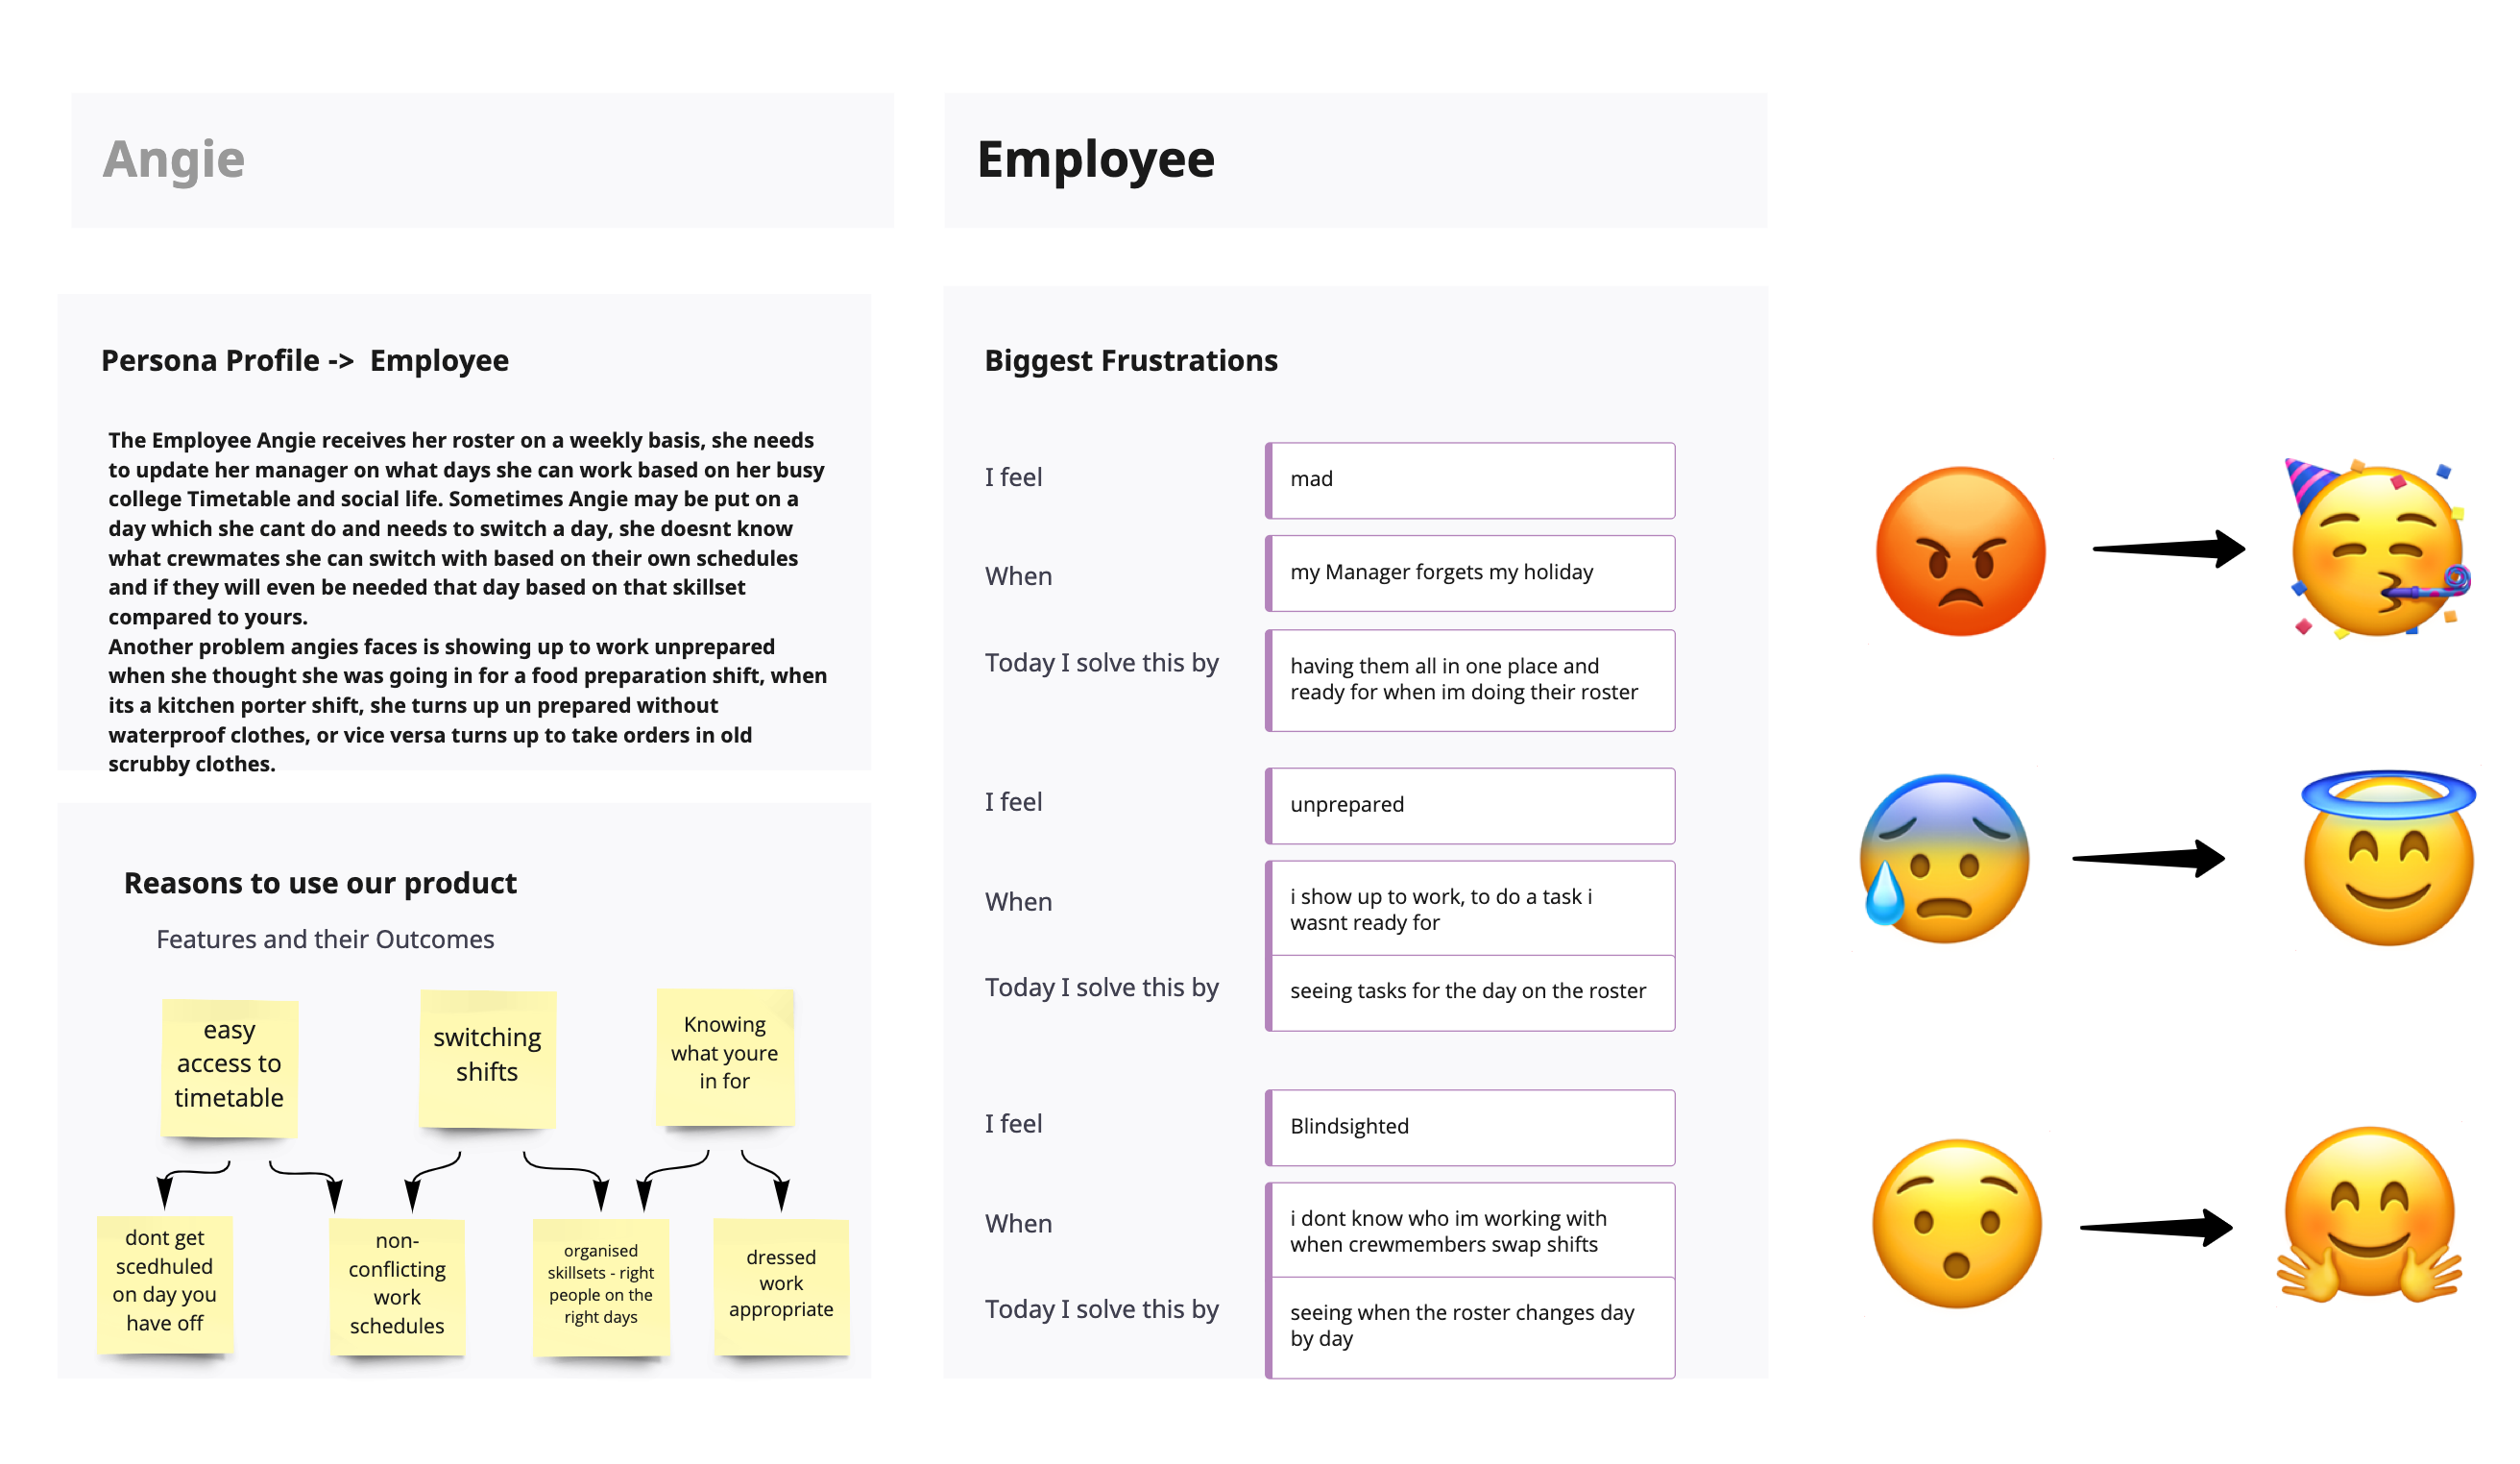 Angie
Employee
Persona Profile -> Employee
The Employee Angie receives her roster on a weekly basis, she needs
to update her manager on what days she can work based on her busy
college Timetable and social life. Sometimes Angie may be put on a
day which she cant do and needs to switch a day, she doesnt know
what crewmates she can switch with based on their own schedules
and if they will even be needed that day based on that skillset
compared to yours.
Another problem angies faces is showing up to work unprepared
when she thought she was going in for a food preparation shift, when
its a kitchen porter shift, she turns up un prepared without
waterproof clothes, or vice versa turns up to take orders in old
scrubby clothes.
Reasons to use our product
Features and their Outcomes
easy
access to
timetable
switching
shifts
Knowing
what youre
in for
dont get
scedhuled
on day you
have off
non-
conflicting
work
schedules
organised
skillsets - right
people on the
right days
dressed
work
appropriate
Biggest Frustrations
I feel
mad
When
my Manager forgets my holiday
Today I solve this by
having them all in one place and
ready for when im doing their roster
I feel
unprepared
When
i show up to work, to do a task i
wasnt ready for
Today I solve this by
seeing tasks for the day on the roster
I feel
Blindsighted
When
i dont know who im working with
when crewmembers swap shifts
Today I solve this by
seeing when the roster changes day
by day